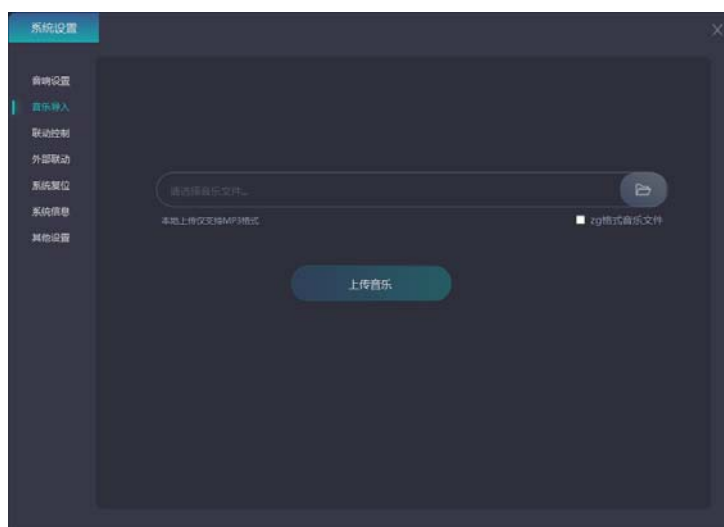 系统设置
音响设置
音乐导入
联动控制
外部联动
系统复位
系统信息
其他设置
请选择音乐文件...
本地上传仅支持MP3格式
zg格式音乐文件
上传音乐